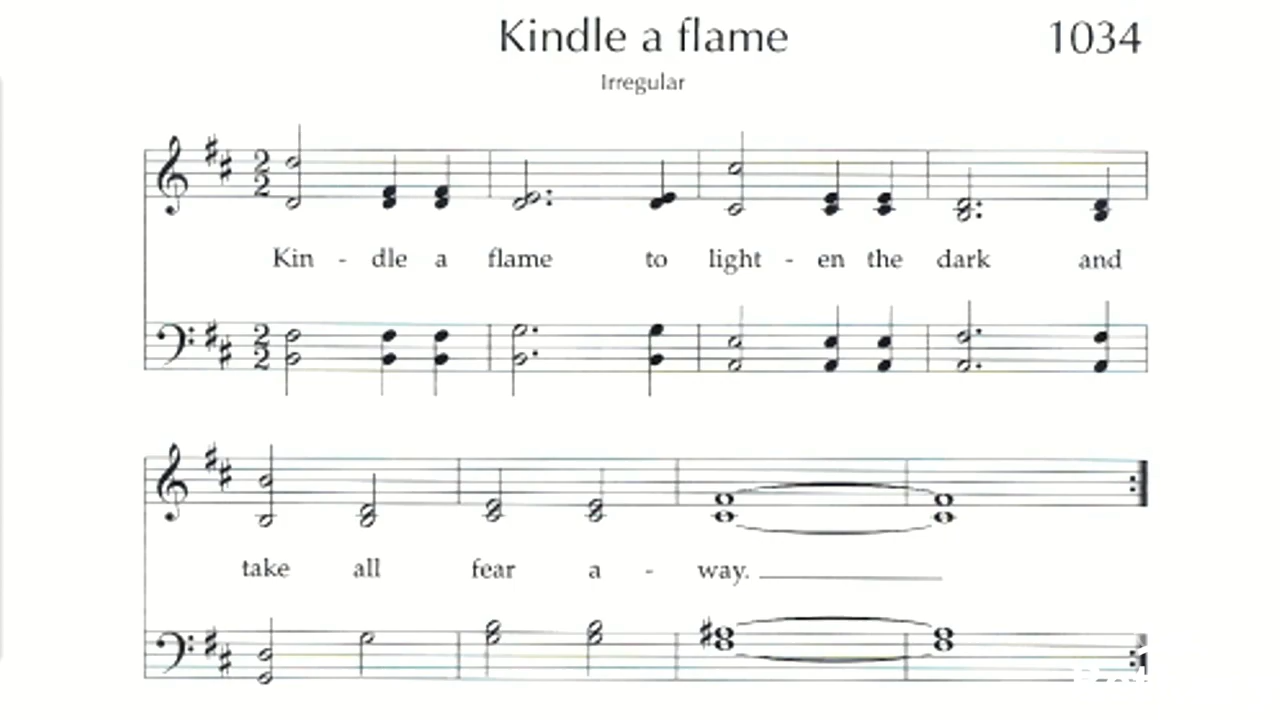 Kindle a flame
1034
Irregular
Kin - dle a flame to light - en the dark and
take all fear a - way.